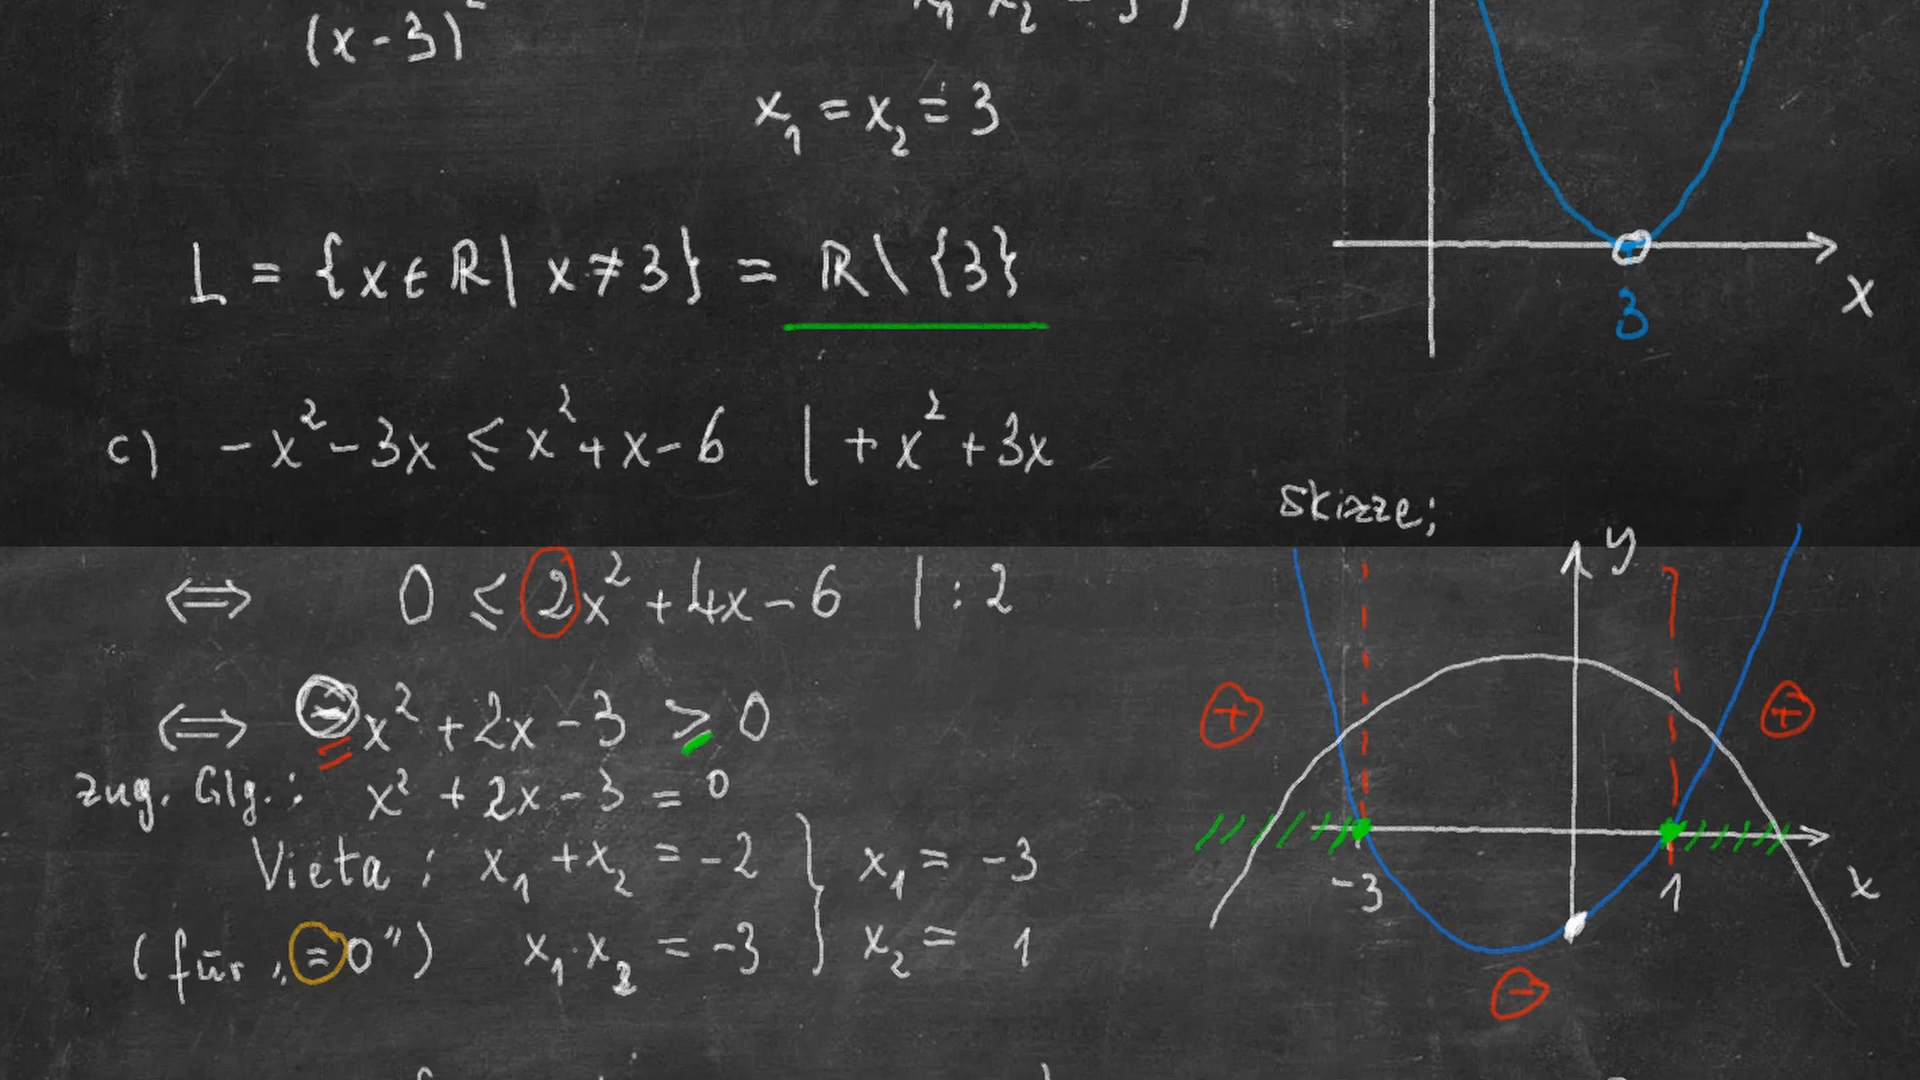 (x-3)²
x₁ = x₂ = 3
L = {x ∈ ℝ | x ≠ 3} = ℝ \ {3}
3
x
c) -x² - 3x ≤ x² + x - 6 | + x² + 3x
Skizze:
⇔ 0 ≤ 2x² + 4x - 6 | : 2
y
⇔ - x² + 2x - 3 ≥ 0
+ +
zug. Glg.: x² + 2x - 3 = 0
Vieta: x₁ + x₂ = -2 } x₁ = -3
-3 1 x
(für „=0") x₁ · x₂ = -3 x₂ = 1
-